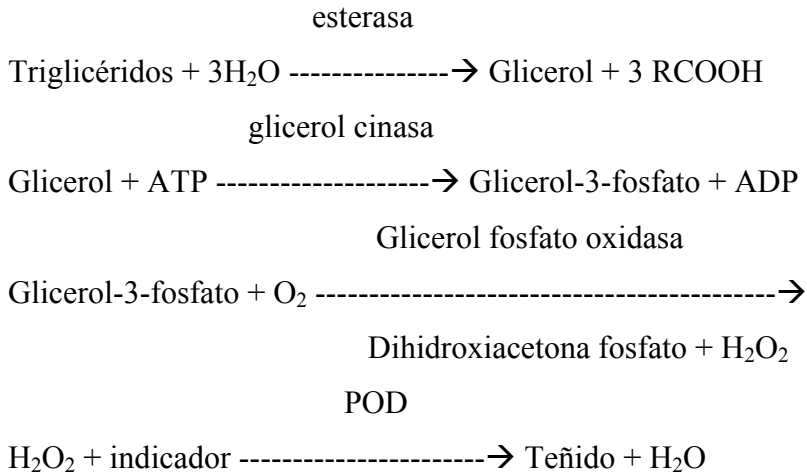 esterasa
Triglicéridos + 3H₂O ---------------→ Glicerol + 3 RCOOH
glicerol cinasa
Glicerol + ATP --------------------→ Glicerol-3-fosfato + ADP
Glicerol fosfato oxidasa
Glicerol-3-fosfato + O₂ --------------------------------------------→
Dihidroxiacetona fosfato + H₂O₂
POD
H₂O₂ + indicador -----------------------→ Teñido + H₂O